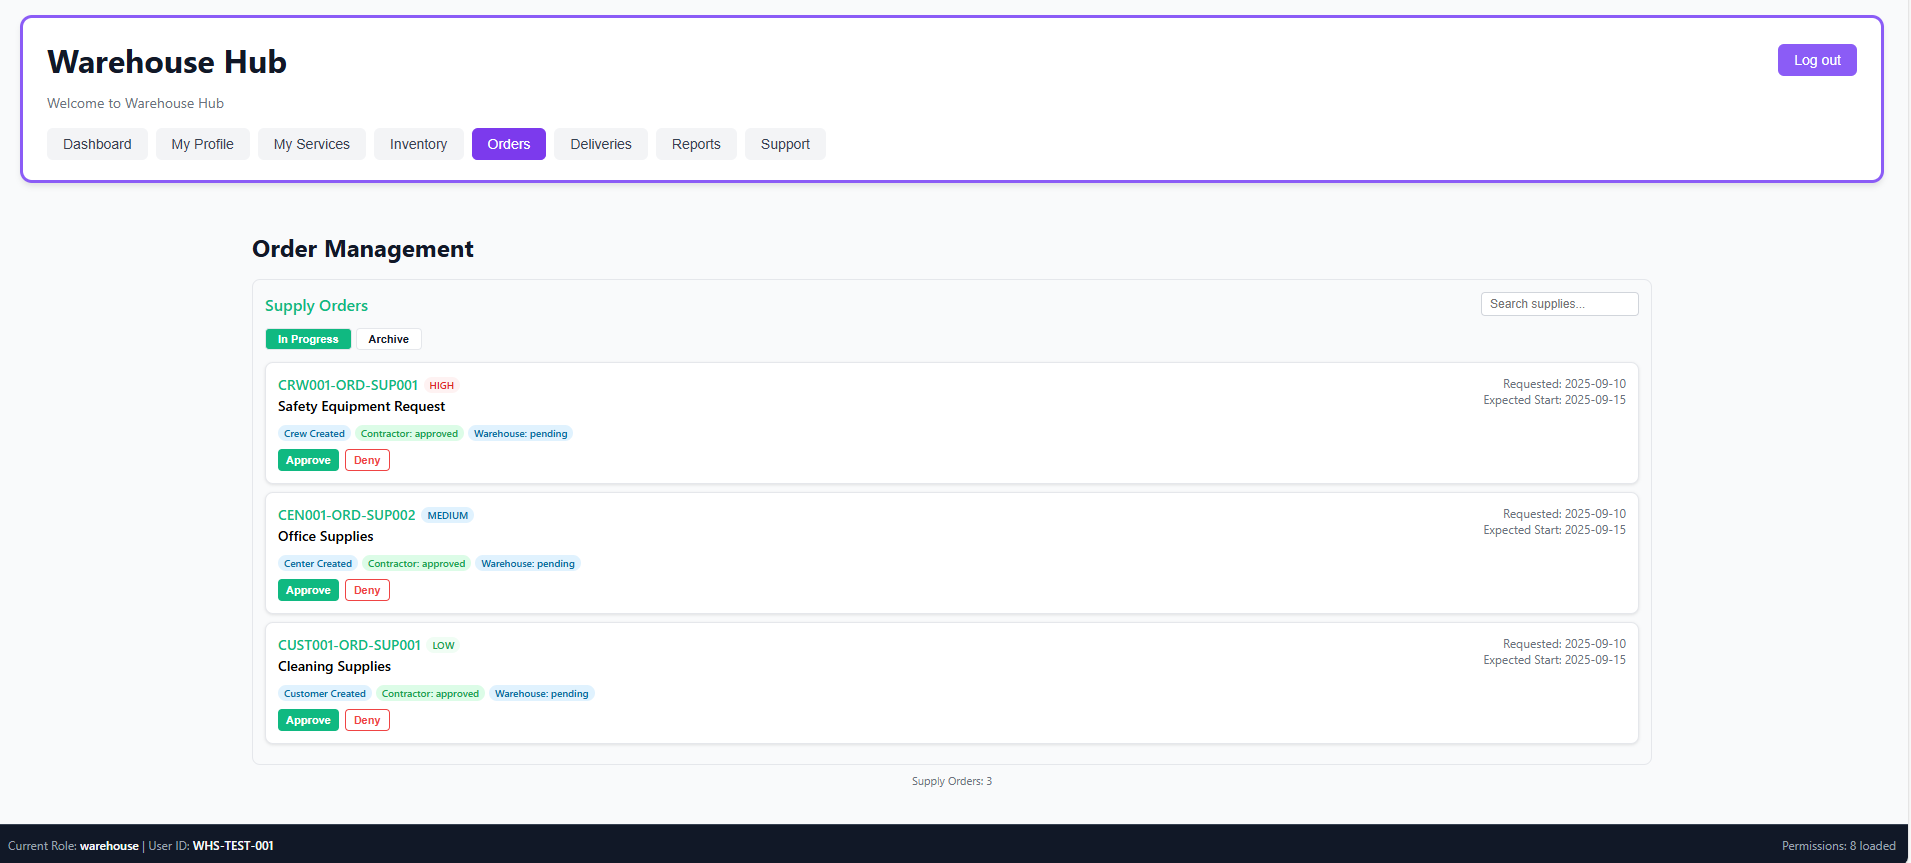 Warehouse Hub
Log out
Welcome to Warehouse Hub
Dashboard My Profile My Services Inventory Orders Deliveries Reports Support
Order Management
Supply Orders
Search supplies...
In Progress Archive
CRW001-ORD-SUP001 HIGH
Requested: 2025-09-10
Safety Equipment Request
Expected Start: 2025-09-15
Crew Created Contractor: approved Warehouse: pending
Approve Deny
CEN001-ORD-SUP002 MEDIUM
Requested: 2025-09-10
Office Supplies
Expected Start: 2025-09-15
Center Created Contractor: approved Warehouse: pending
Approve Deny
CUST001-ORD-SUP001 LOW
Requested: 2025-09-10
Cleaning Supplies
Expected Start: 2025-09-15
Customer Created Contractor: approved Warehouse: pending
Approve Deny
Supply Orders: 3
Current Role: warehouse | User ID: WHS-TEST-001
Permissions: 8 loaded